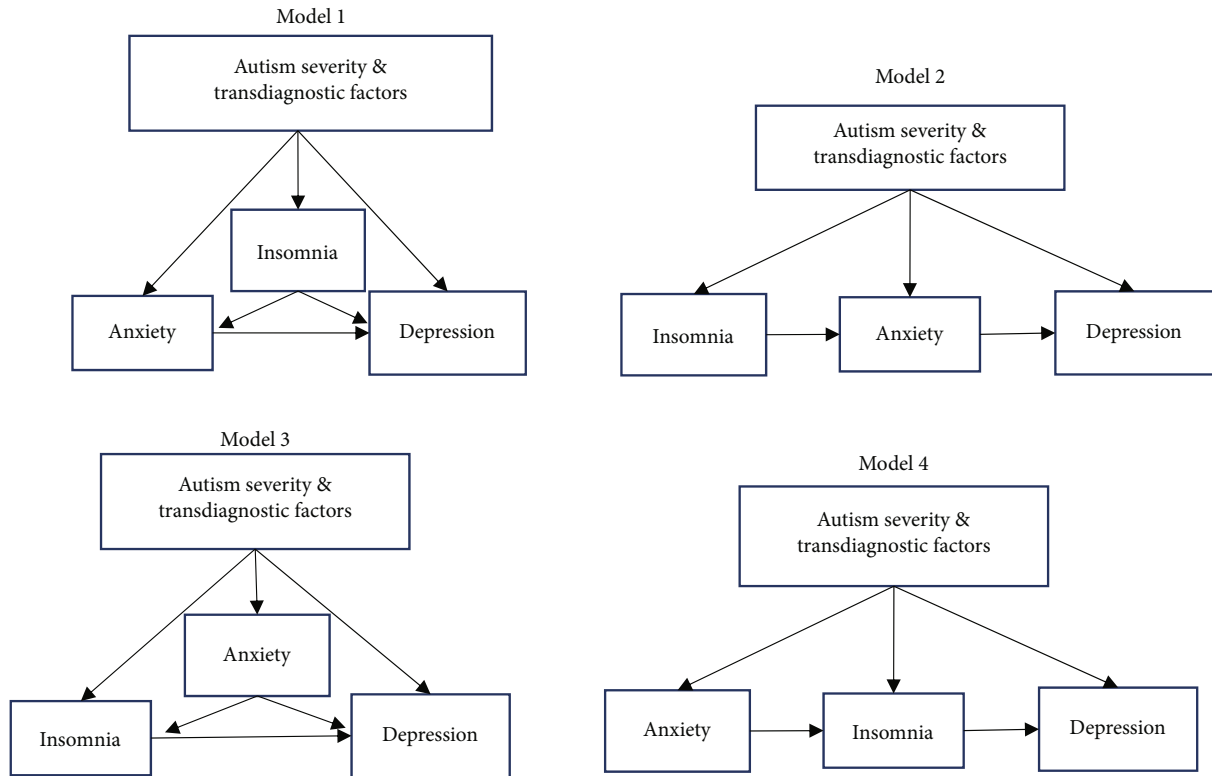 Model 1
Autism severity &
transdiagnostic factors
Insomnia
Anxiety
Depression
Model 2
Autism severity &
transdiagnostic factors
Insomnia
Anxiety
Depression
Model 3
Autism severity &
transdiagnostic factors
Anxiety
Insomnia
Depression
Model 4
Autism severity &
transdiagnostic factors
Anxiety
Insomnia
Depression